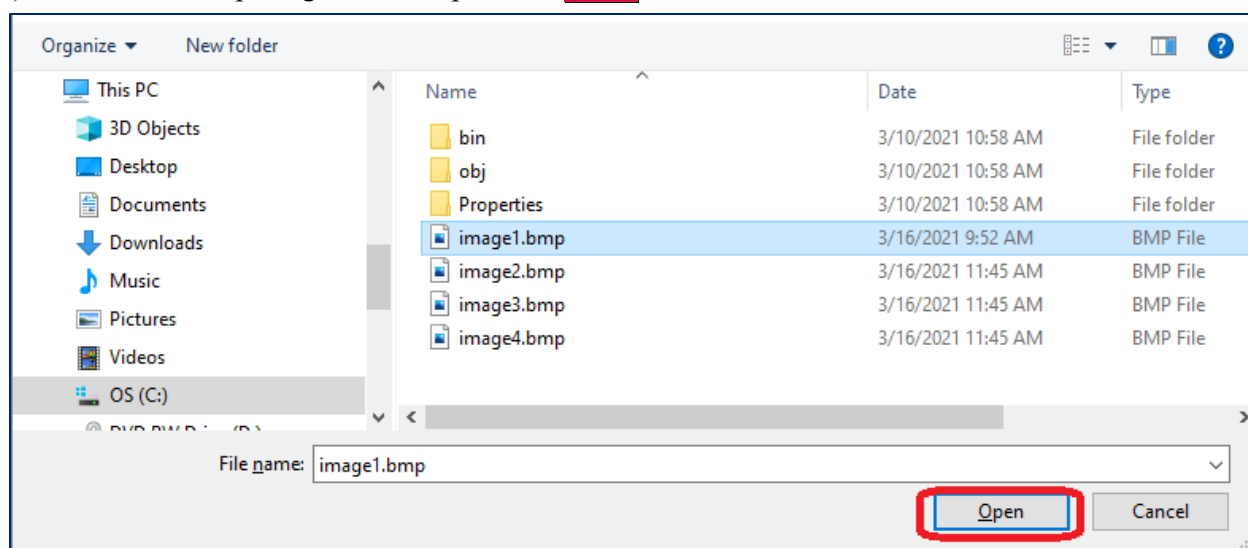 Organize New folder
This PC
3D Objects
Desktop
Documents
Downloads
Music
Pictures
Videos
OS (C:)
Name Date Type
bin 3/10/2021 10:58 AM File folder
obj 3/10/2021 10:58 AM File folder
Properties 3/10/2021 10:58 AM File folder
image1.bmp 3/16/2021 9:52 AM BMP File
image2.bmp 3/16/2021 11:45 AM BMP File
image3.bmp 3/16/2021 11:45 AM BMP File
image4.bmp 3/16/2021 11:45 AM BMP File
File name: image1.bmp
Open Cancel